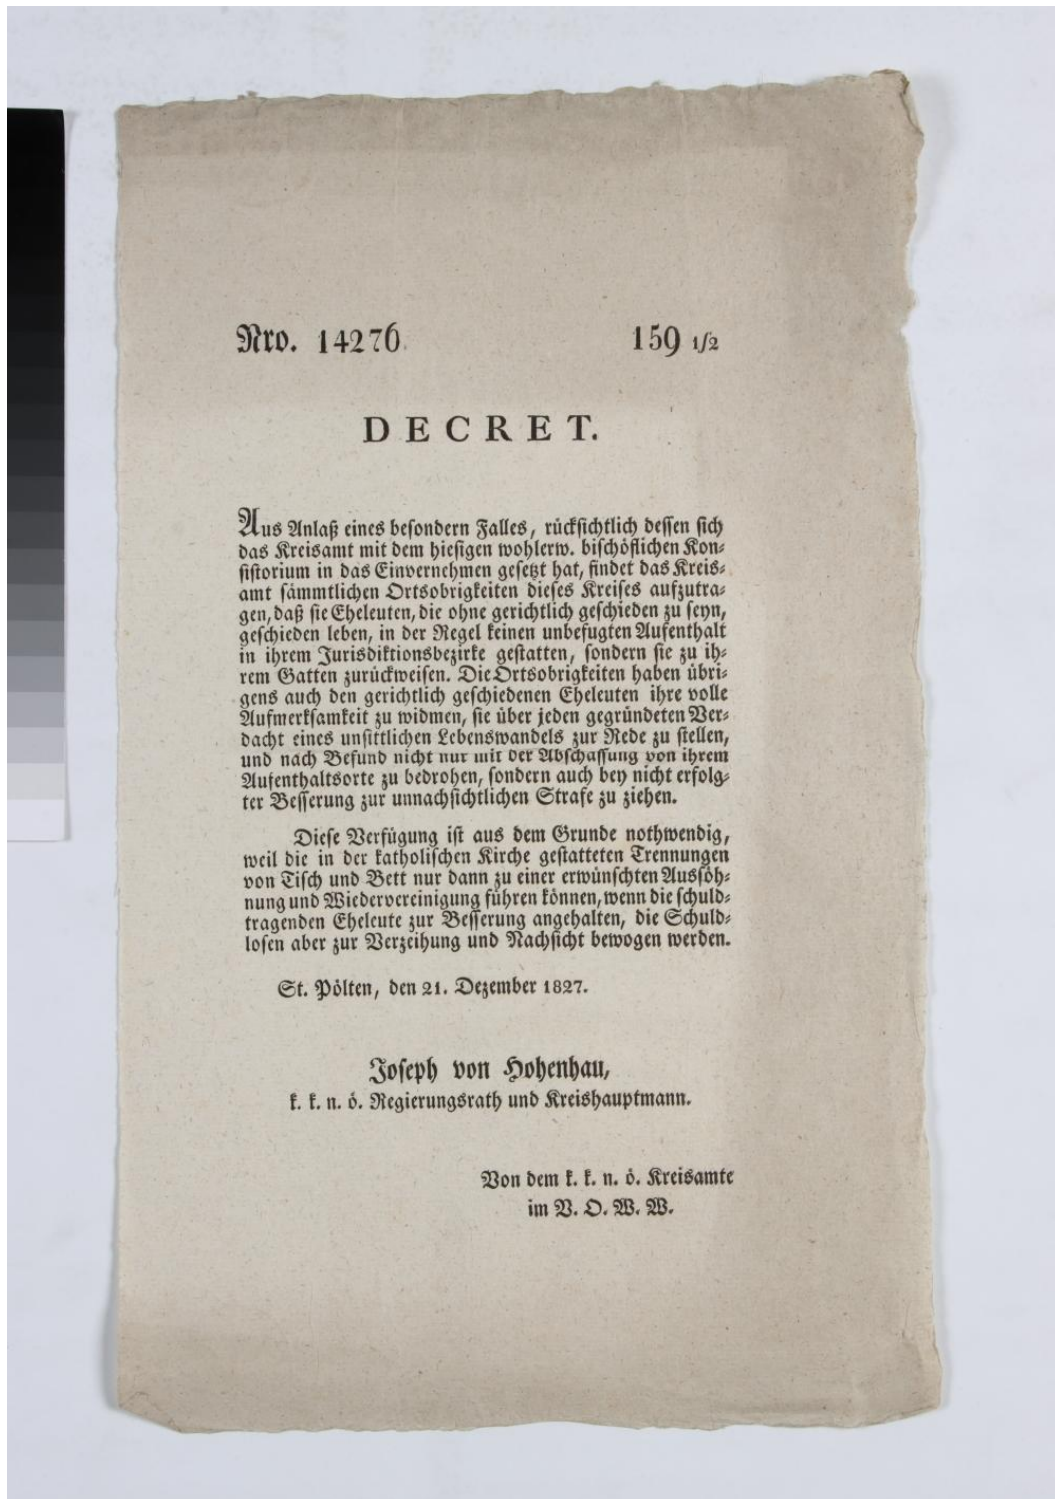 Nro. 14276. 159 1/2
DECRET.
Aus Anlaß eines besondern Falles, rücksichtlich dessen sich
das Kreisamt mit dem hiesigen wohlerw. bischöflichen Kon-
sistorium in das Einvernehmen gesetzt hat, findet das Kreis-
amt sämmtlichen Ortsobrigkeiten dieses Kreises aufzutra-
gen, daß sie Eheleuten, die ohne gerichtlich geschieden zu seyn,
geschieden leben, in der Regel keinen unbefugten Aufenthalt
in ihrem Jurisdiktionsbezirke gestatten, sondern sie zu ih-
rem Gatten zurückweisen. Die Ortsobrigkeiten haben übri-
gens auch den gerichtlich geschiedenen Eheleuten ihre volle
Aufmerksamkeit zu widmen, sie über jeden gegründeten Ver-
dacht eines unsittlichen Lebenswandels zur Rede zu stellen,
und nach Befund nicht nur mit der Abschaffung von ihrem
Aufenthaltsorte zu bedrohen, sondern auch bey nicht erfolg-
ter Besserung zur unnachsichtlichen Strafe zu ziehen.
Diese Verfügung ist aus dem Grunde nothwendig,
weil die in der katholischen Kirche gestatteten Trennungen
von Tisch und Bett nur dann zu einer erwünschten Aussöh-
nung und Wiedervereinigung führen können, wenn die schuld-
tragenden Eheleute zur Besserung angehalten, die Schuld-
losen aber zur Verzeihung und Nachsicht bewogen werden.
St. Pölten, den 21. Dezember 1827.
Joseph von Hohenhau,
k. k. n. ö. Regierungsrath und Kreishauptmann.
Von dem k. k. n. ö. Kreisamte
im V. O. W. W.